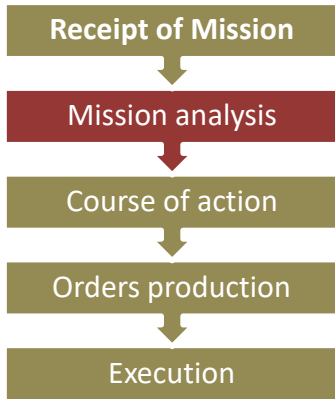 Receipt of Mission
Mission analysis
Course of action
Orders production
Execution